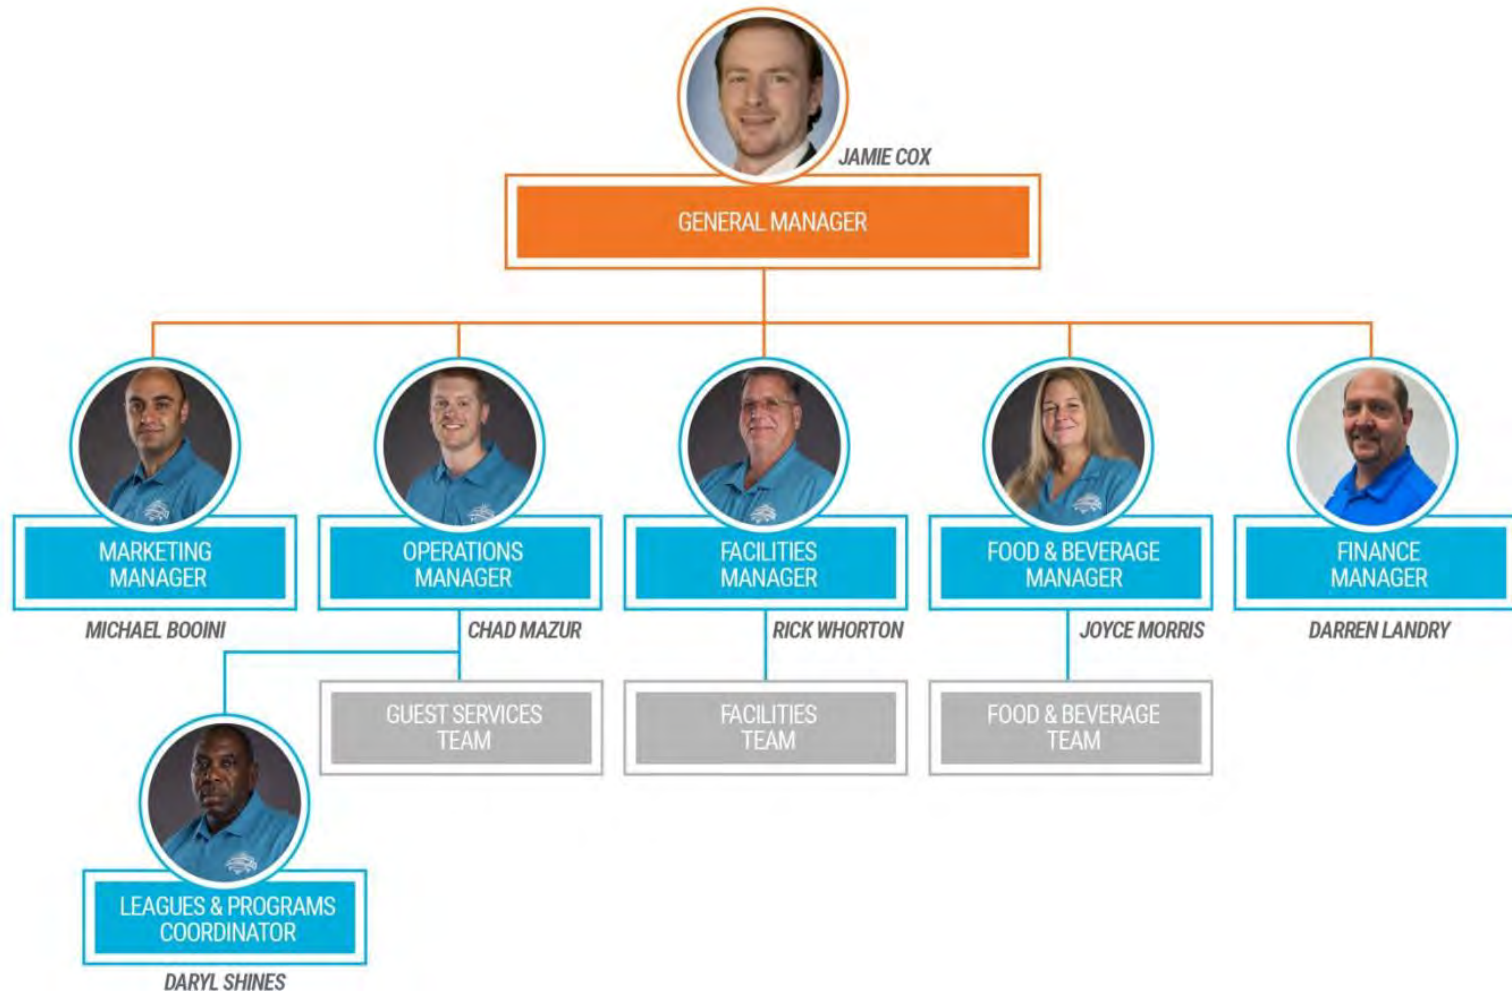 JAMIE COX
GENERAL MANAGER
MARKETING
MANAGER
MICHAEL BOOINI
OPERATIONS
MANAGER
CHAD MAZUR
FACILITIES
MANAGER
RICK WHORTON
FOOD & BEVERAGE
MANAGER
JOYCE MORRIS
FINANCE
MANAGER
DARREN LANDRY
GUEST SERVICES
TEAM
FACILITIES
TEAM
FOOD & BEVERAGE
TEAM
LEAGUES & PROGRAMS
COORDINATOR
DARYL SHINES